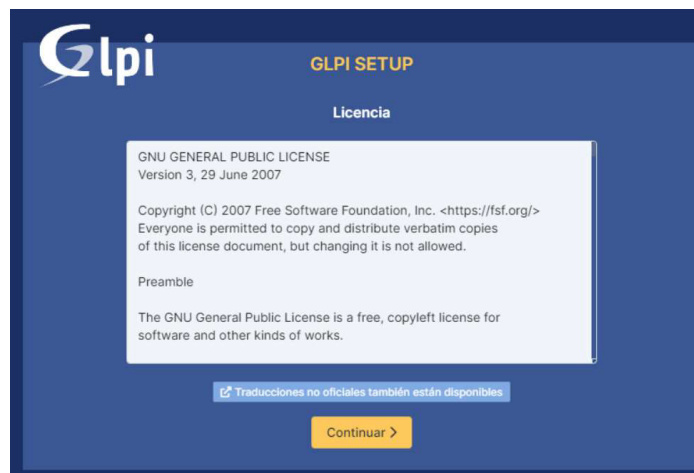 Glpi
GLPI SETUP
Licencia
GNU GENERAL PUBLIC LICENSE
Version 3, 29 June 2007
Copyright (C) 2007 Free Software Foundation, Inc. <https://fsf.org/>
Everyone is permitted to copy and distribute verbatim copies
of this license document, but changing it is not allowed.
Preamble
The GNU General Public License is a free, copyleft license for
software and other kinds of works.
Traducciones no oficiales también están disponibles
Continuar